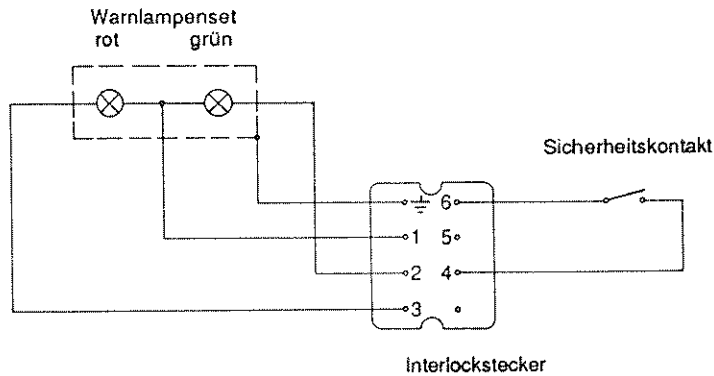 Warnlampenset
rot grün
Sicherheitskontakt
6
1 5
2 4
3
Interlockstecker